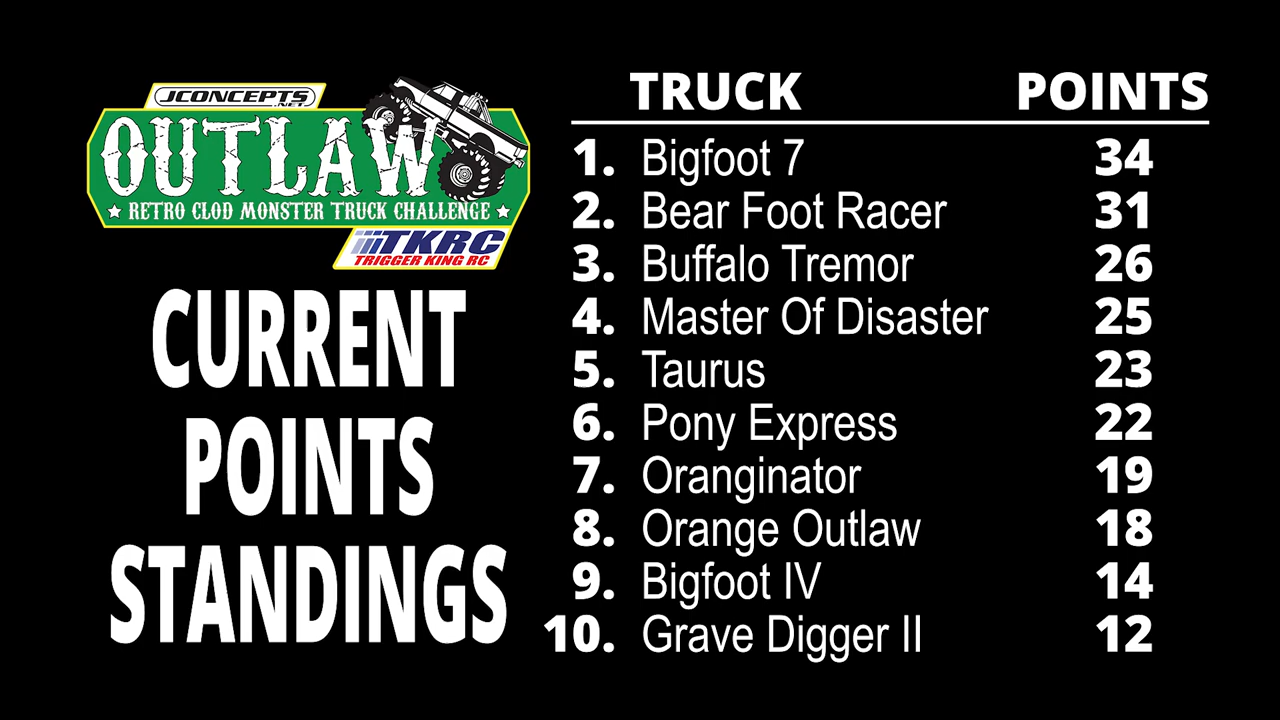 JCONCEPTS
.NET
OUTLAW
RETRO CLOD MONSTER TRUCK CHALLENGE
TKRC
TRIGGER KING RC
CURRENT
POINTS
STANDINGS
TRUCK POINTS
1. Bigfoot 7 34
2. Bear Foot Racer 31
3. Buffalo Tremor 26
4. Master Of Disaster 25
5. Taurus 23
6. Pony Express 22
7. Oranginator 19
8. Orange Outlaw 18
9. Bigfoot IV 14
10. Grave Digger II 12